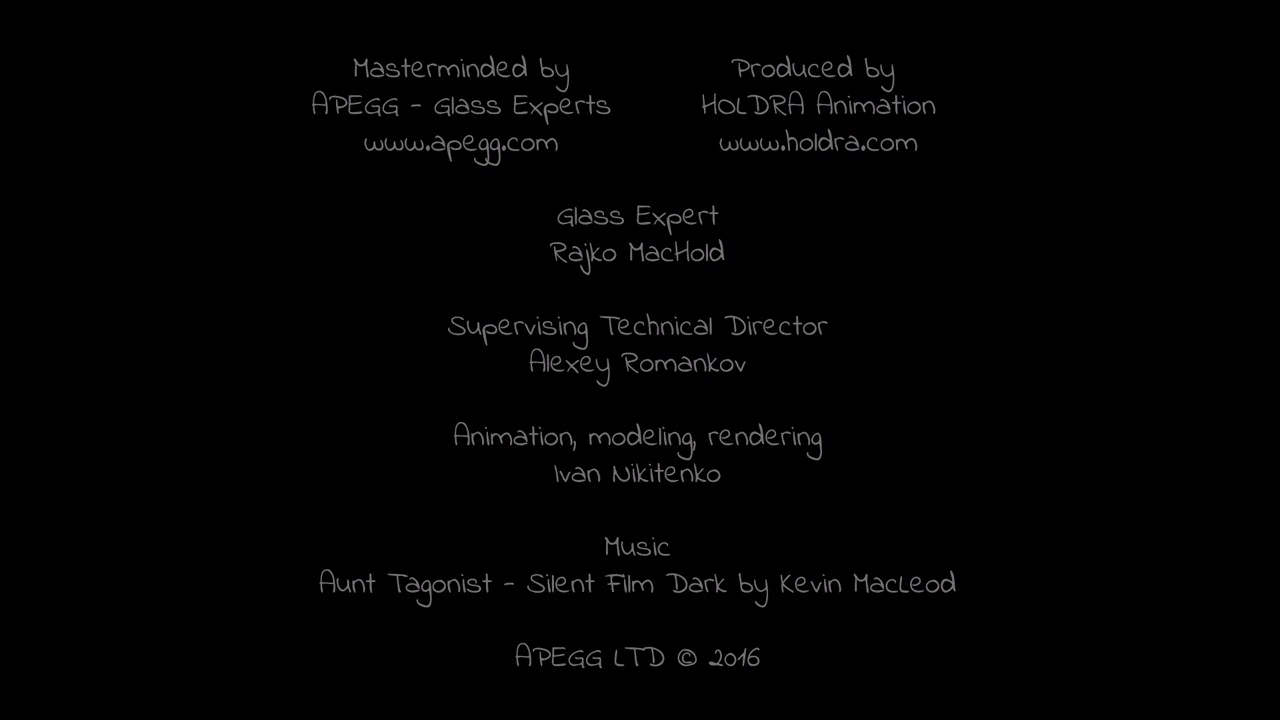 Masterminded by
APEGG - Glass Experts
www.apegg.com
Produced by
HOLDRA Animation
www.holdra.com
Glass Expert
Rajko MacHold
Supervising Technical Director
Alexey Romankov
Animation, modeling, rendering
Ivan Nikitenko
Music
Aunt Tagonist - Silent Film Dark by Kevin MacLeod
APEGG LTD © 2016